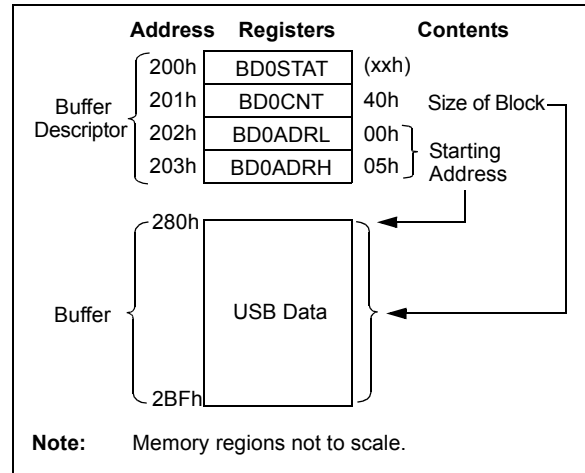 Address Registers Contents
200h BD0STAT (xxh)
201h BD0CNT 40h Size of Block
Buffer
Descriptor
202h BD0ADRL 00h
203h BD0ADRH 05h
Starting
Address
280h
Buffer USB Data
2BFh
Note: Memory regions not to scale.